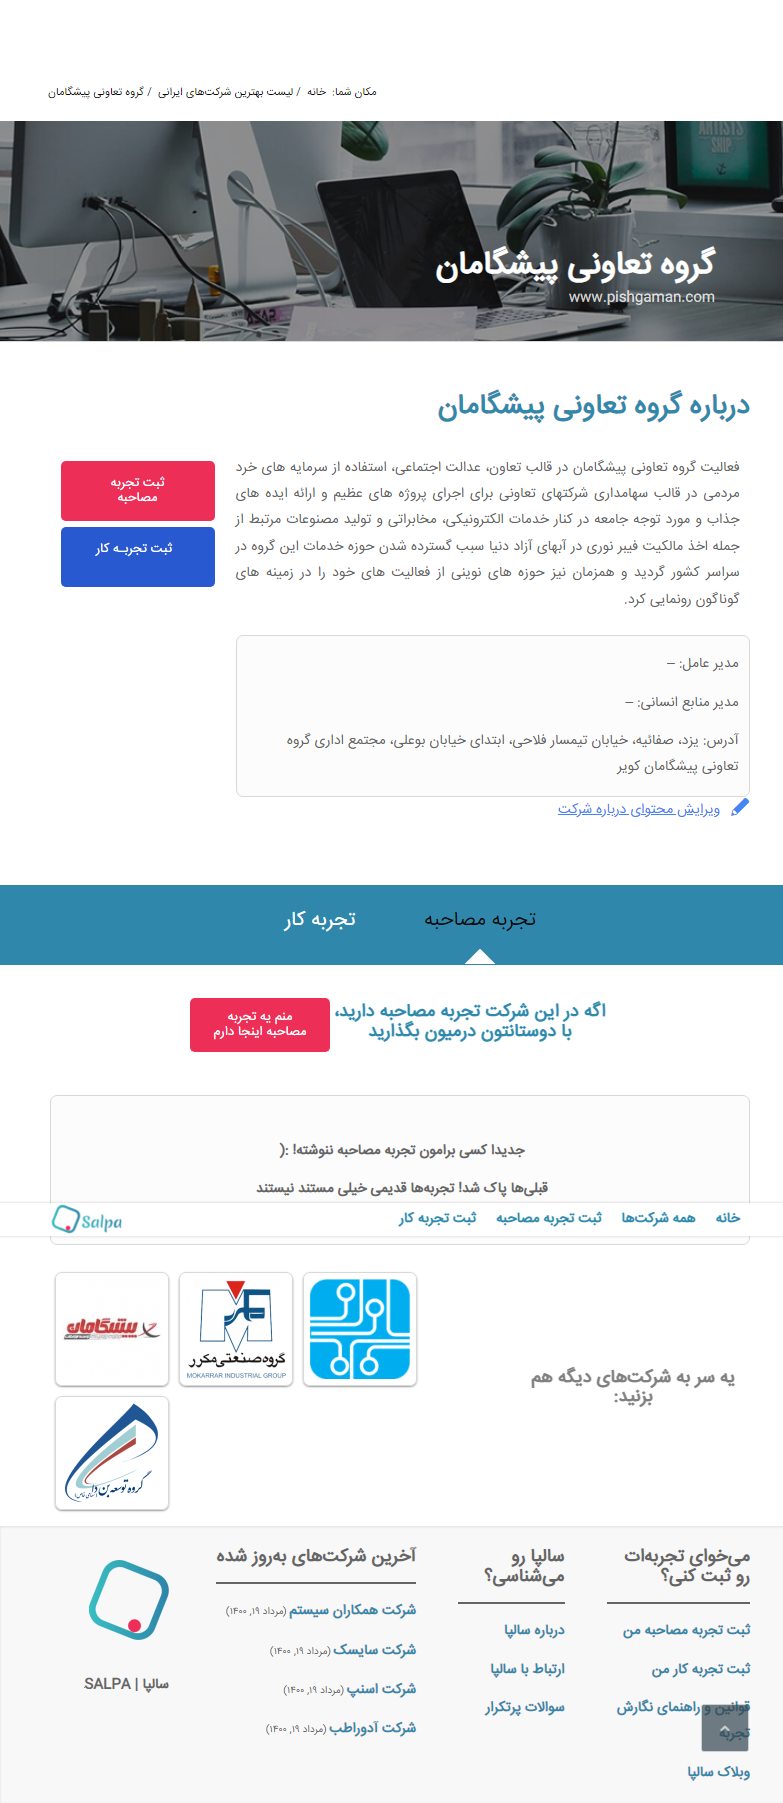 مکان شما: خانه / لیست بهترین شرکت‌های ایرانی / گروه تعاونی پیشگامان
ARTISTS
SHIP
گروه تعاونی پیشگامان
www.pishgaman.com
درباره گروه تعاونی پیشگامان
فعالیت گروه تعاونی پیشگامان در قالب تعاون، عدالت اجتماعی، استفاده از سرمایه های خرد
مردمی در قالب سهامداری شرکتهای تعاونی برای اجرای پروژه های عظیم و ارائه ایده های
جذاب و مورد توجه جامعه در کنار خدمات الکترونیکی، مخابراتی و تولید مصنوعات مرتبط از
جمله اخذ مالکیت فیبر نوری در آبهای آزاد دنیا سبب گسترده شدن حوزه خدمات این گروه در
سراسر کشور گردید و همزمان نیز حوزه های نوینی از فعالیت های خود را در زمینه های
گوناگون رونمایی کرد.
ثبت تجربه
مصاحبه
ثبت تجربـه کار
مدیر عامل: –
مدیر منابع انسانی: –
آدرس: یزد، صفائیه، خیابان تیمسار فلاحی، ابتدای خیابان بوعلی، مجتمع اداری گروه
تعاونی پیشگامان کویر
ویرایش محتوای درباره شرکت
تجربه مصاحبه
تجربه کار
اگه در این شرکت تجربه مصاحبه دارید،
با دوستانتون درمیون بگذارید
منم یه تجربه
مصاحبه اینجا دارم
جدیدا کسی برامون تجربه مصاحبه ننوشته! :(
قبلی‌ها پاک شد! تجربه‌ها قدیمی خیلی مستند نیستند
خانه همه شرکت‌ها ثبت تجربه مصاحبه ثبت تجربه کار
Salpa
یه سر به شرکت‌های دیگه هم
بزنید:
گروه صنعتی مکرر
MOKARRAR INDUSTRIAL GROUP
پیشگامان
گروه توسعه بن دا
می‌خوای تجربه‌ات
رو ثبت کنی؟
ثبت تجربه مصاحبه من
ثبت تجربه کار من
قوانین و راهنمای نگارش
تجربه
وبلاک سالپا
سالپا رو
می‌شناسی؟
درباره سالپا
ارتباط با سالپا
سوالات پرتکرار
آخرین شرکت‌های به‌روز شده
شرکت همکاران سیستم (مرداد ۱۹, ۱۴۰۰)
شرکت سایسک (مرداد ۱۹, ۱۴۰۰)
شرکت اسنپ (مرداد ۱۹, ۱۴۰۰)
شرکت آدوراطب (مرداد ۱۹, ۱۴۰۰)
سالپا | SALPA